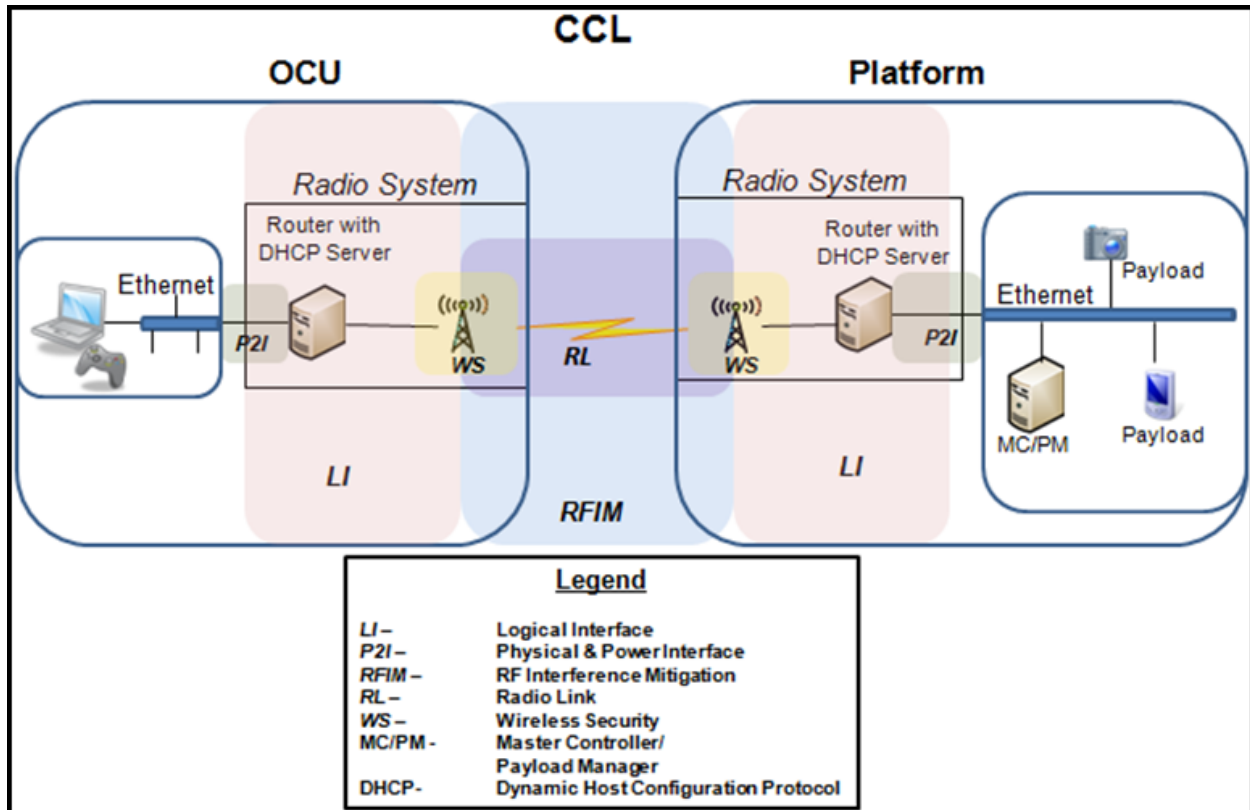 CCL
OCU
Platform
Radio System
Router with
DHCP Server
Ethernet
P2I
WS
LI
RL
RFIM
Radio System
Router with
DHCP Server
WS
P2I
LI
Ethernet
Payload
MC/PM
Payload
Legend
LI – Logical Interface
P2I – Physical & Power Interface
RFIM – RF Interference Mitigation
RL – Radio Link
WS – Wireless Security
MC/PM - Master Controller/
Payload Manager
DHCP- Dynamic Host Configuration Protocol